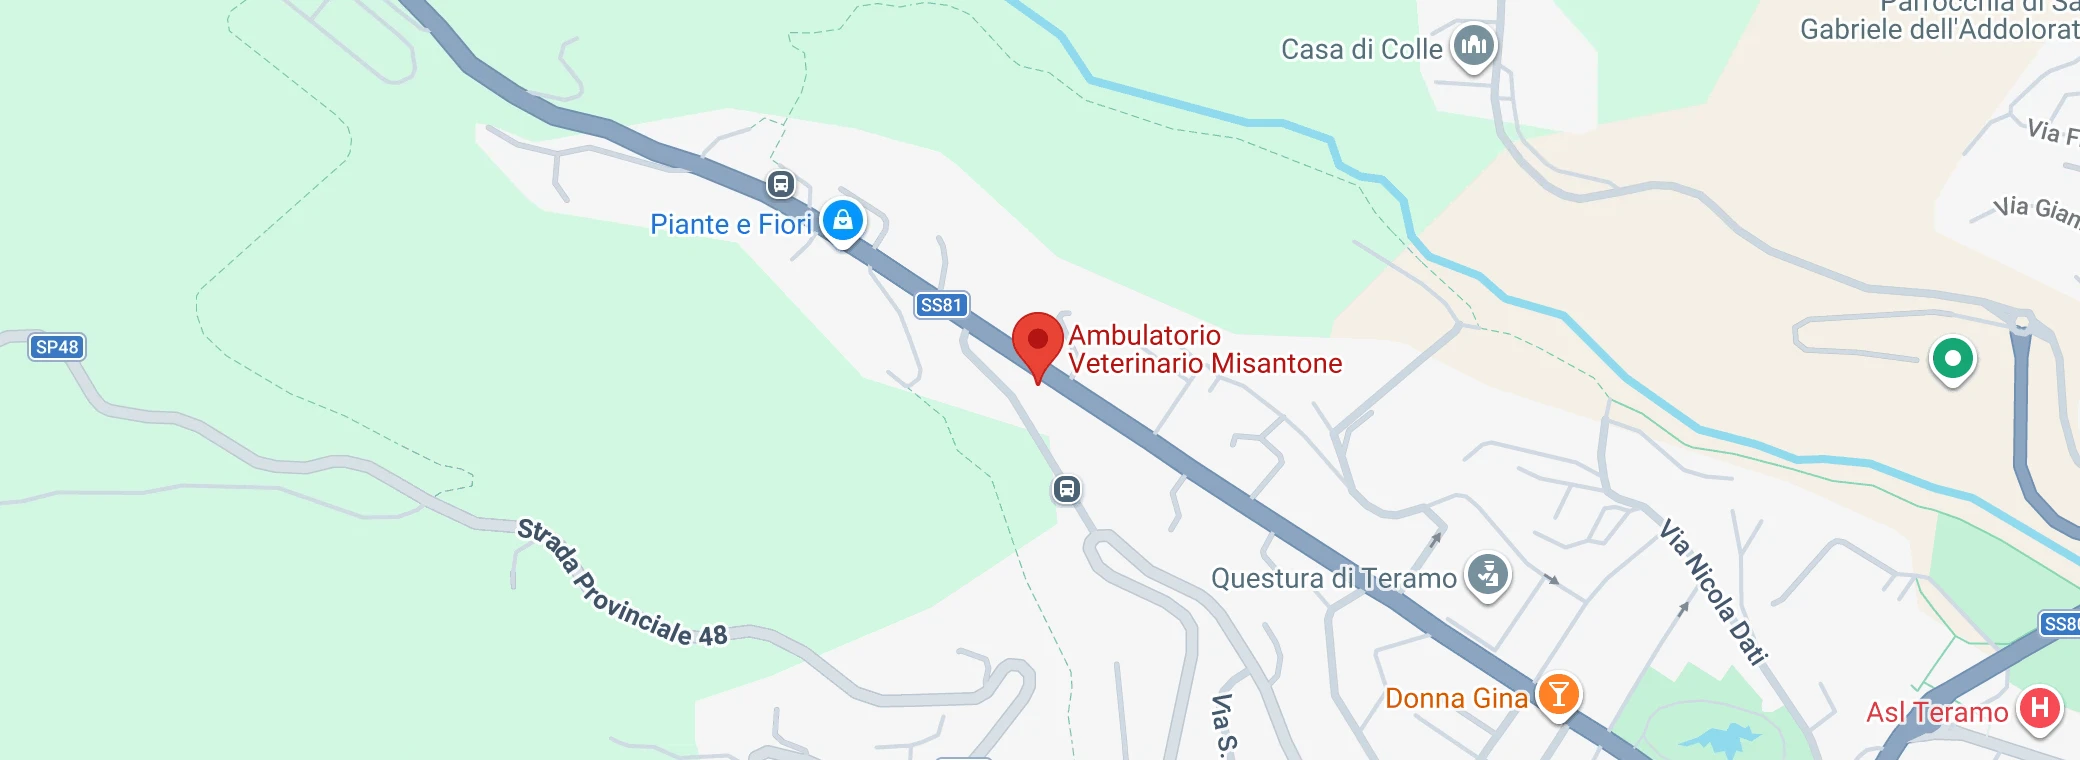 Parrocchia di Sa
Gabriele dell'Addolorat
Casa di Colle
Via F
Via Gian
Piante e Fiori
SS81
Ambulatorio
Veterinario Misantone
SP48
Strada Provinciale 48
Questura di Teramo
Via Nicola Dati
SS80
Donna Gina
Asl Teramo
Via S.